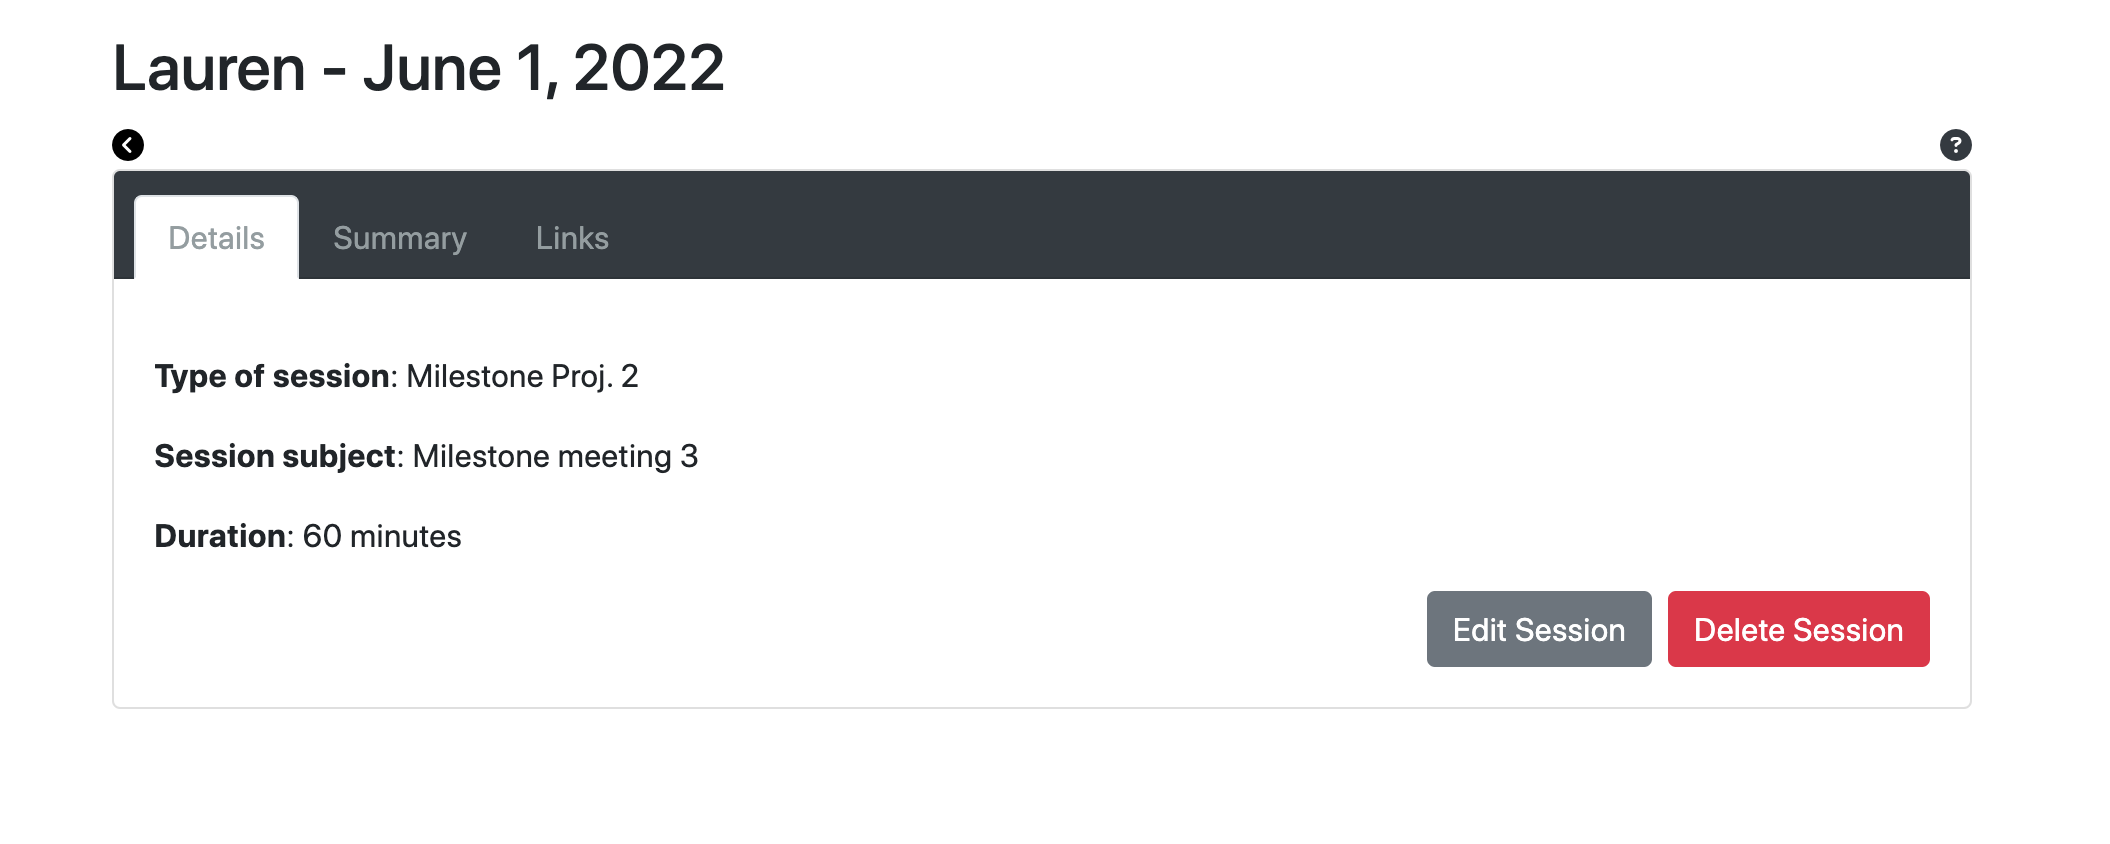 Lauren - June 1, 2022
?
Details Summary Links
Type of session: Milestone Proj. 2
Session subject: Milestone meeting 3
Duration: 60 minutes
Edit Session Delete Session